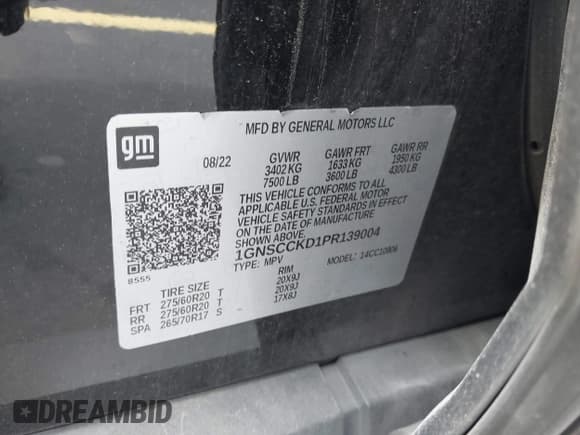 gm
MFD BY GENERAL MOTORS LLC
08/22 GVWR GAWR FRT GAWR RR
3402 KG 1633 KG 1950 KG
7500 LB 3600 LB 4300 LB
THIS VEHICLE CONFORMS TO ALL
APPLICABLE U.S. FEDERAL MOTOR
VEHICLE SAFETY STANDARDS IN EFFECT
ON THE DATE OF MANUFACTURE
SHOWN ABOVE.
1GNSCCKD1PR139004
TYPE: MPV MODEL: 14CC10906
8555
TIRE SIZE RIM
FRT 275/60R20 T 20X9J
RR 275/60R20 T 20X9J
SPA 265/70R17 S 17X8J
DREAMBID